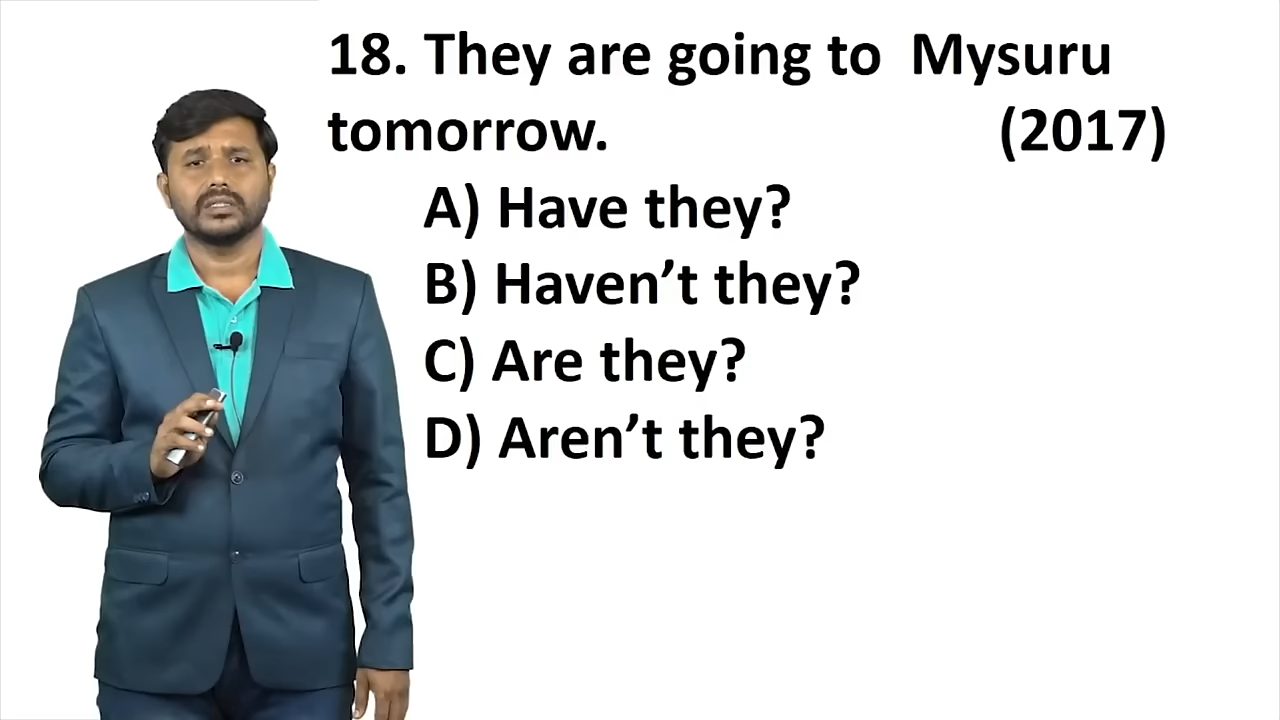 18. They are going to Mysuru
tomorrow. (2017)
A) Have they?
B) Haven’t they?
C) Are they?
D) Aren’t they?